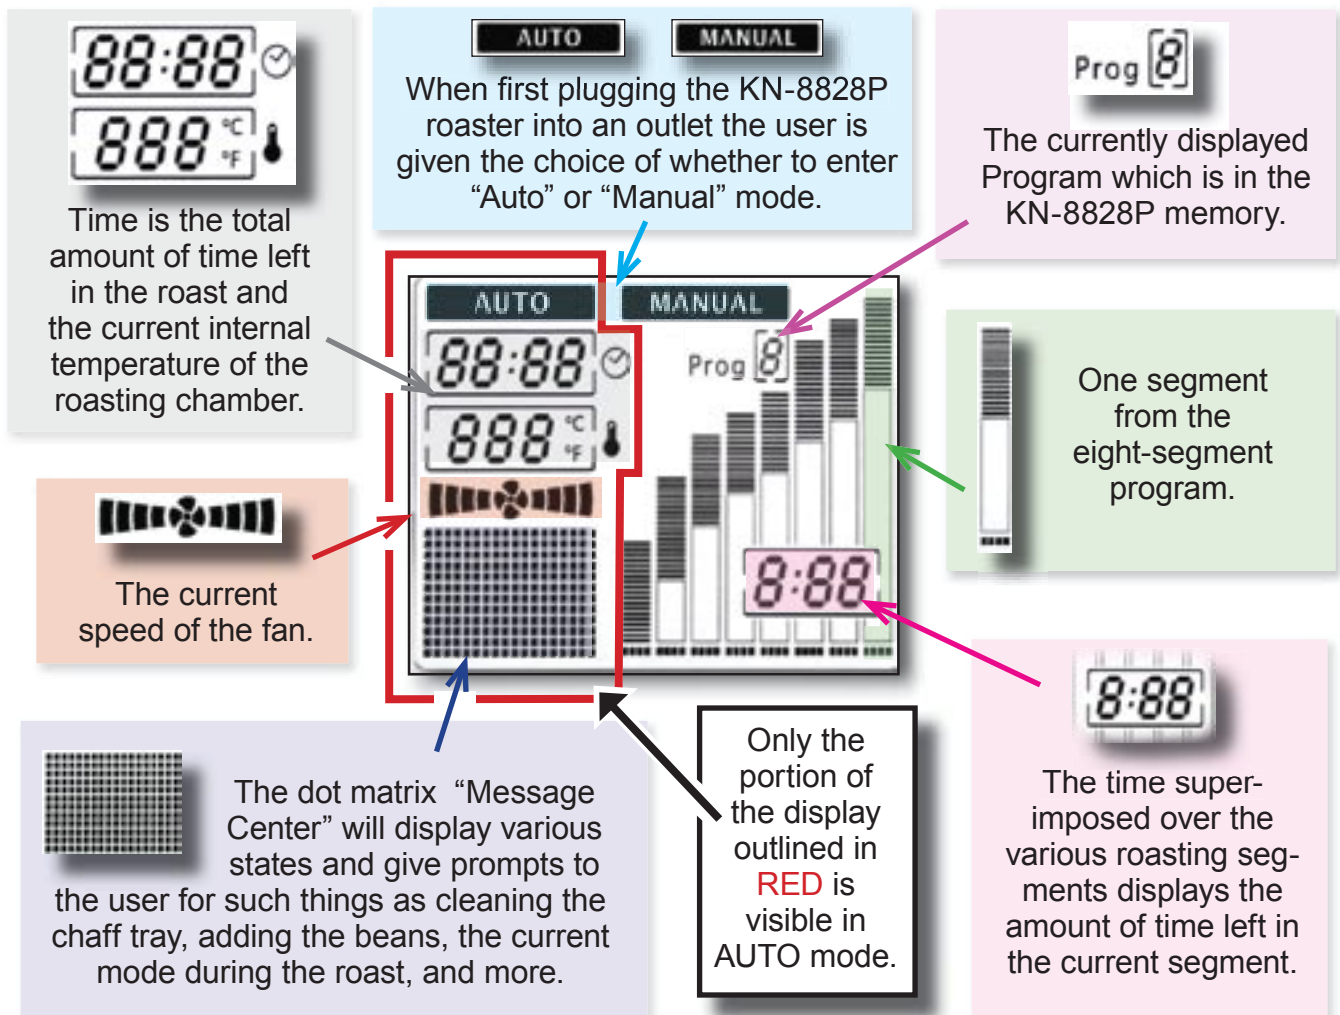 88:88
888 °C °F
Time is the total
amount of time left
in the roast and
the current internal
temperature of the
roasting chamber.
AUTO MANUAL
When first plugging the KN-8828P
roaster into an outlet the user is
given the choice of whether to enter
“Auto” or “Manual” mode.
Prog 8
The currently displayed
Program which is in the
KN-8828P memory.
AUTO MANUAL
88:88
Prog 8
888 °C °F
8:88
One segment
from the
eight-segment
program.
The current
speed of the fan.
The dot matrix “Message
Center” will display various
states and give prompts to
the user for such things as cleaning the
chaff tray, adding the beans, the current
mode during the roast, and more.
Only the
portion of
the display
outlined in
RED is
visible in
AUTO mode.
8:88
The time super-
imposed over the
various roasting seg-
ments displays the
amount of time left in
the current segment.